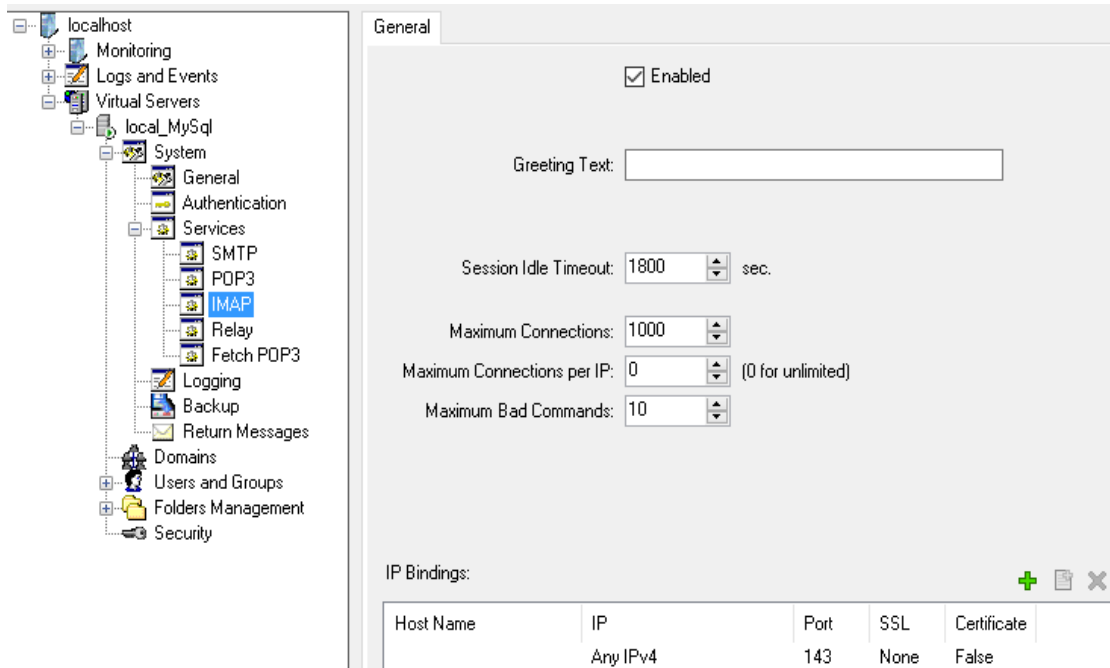 localhost
Monitoring
Logs and Events
Virtual Servers
local_MySql
System
General
Authentication
Services
SMTP
POP3
IMAP
Relay
Fetch POP3
Logging
Backup
Return Messages
Domains
Users and Groups
Folders Management
Security
General
Enabled
Greeting Text:
Session Idle Timeout: 1800 sec.
Maximum Connections: 1000
Maximum Connections per IP: 0 (0 for unlimited)
Maximum Bad Commands: 10
IP Bindings:
Host Name IP Port SSL Certificate
Any IPv4 143 None False